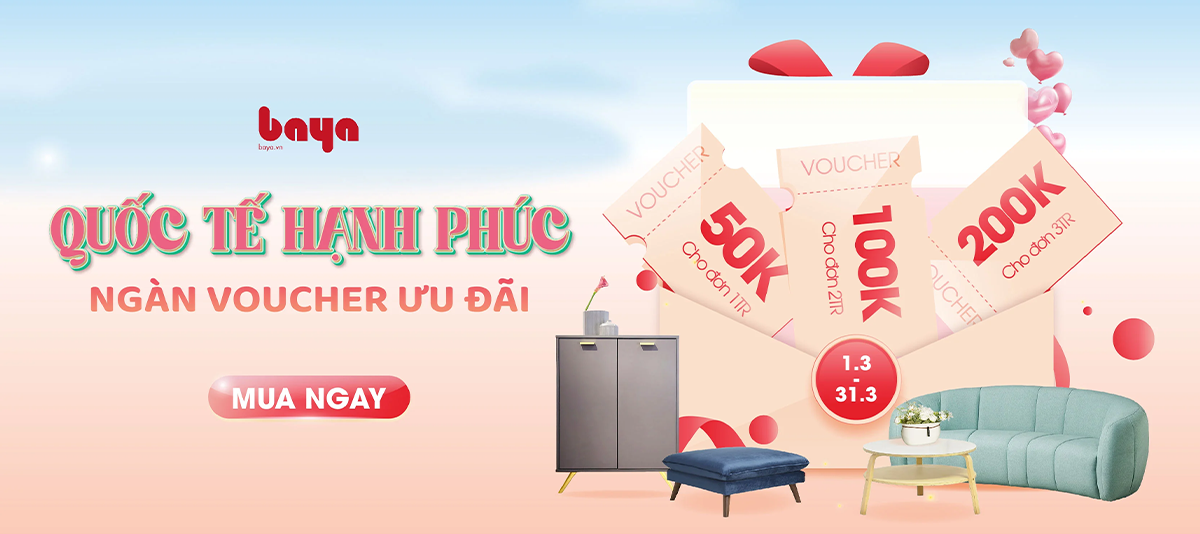 baya
baya.vn
QUỐC TẾ HẠNH PHÚC
NGÀN VOUCHER ƯU ĐÃI
MUA NGAY
VOUCHER
50K
Cho đơn 1TR
VOUCHER
100K
Cho đơn 2TR
VOUCHER
200K
Cho đơn 3TR
1.3
-
31.3